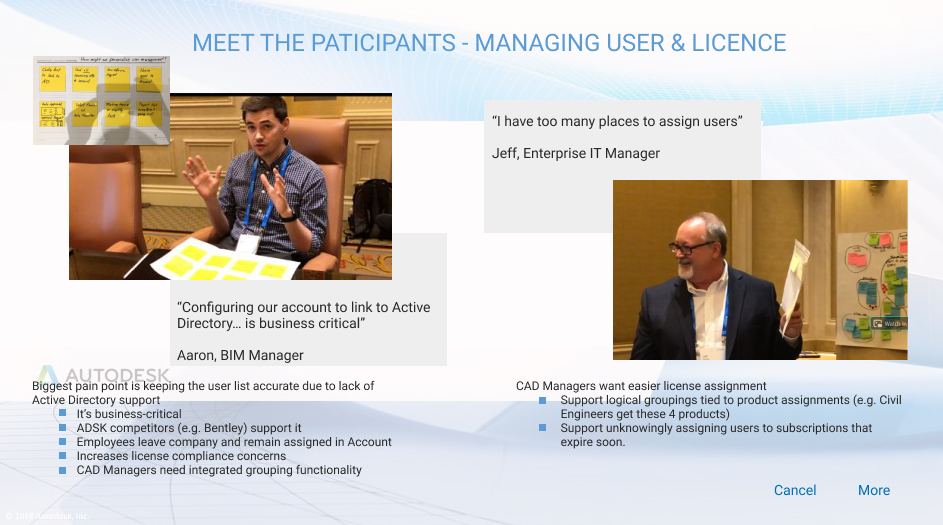 MEET THE PATICIPANTS - MANAGING USER & LICENCE
“I have too many places to assign users”
Jeff, Enterprise IT Manager
“Configuring our account to link to Active
Directory… is business critical”
Aaron, BIM Manager
AUTODESK
Biggest pain point is keeping the user list accurate due to lack of
Active Directory support
It’s business-critical
ADSK competitors (e.g. Bentley) support it
Employees leave company and remain assigned in Account
Increases license compliance concerns
CAD Managers need integrated grouping functionality
CAD Managers want easier license assignment
Support logical groupings tied to product assignments (e.g. Civil
Engineers get these 4 products)
Support unknowingly assigning users to subscriptions that
expire soon.
Cancel
More